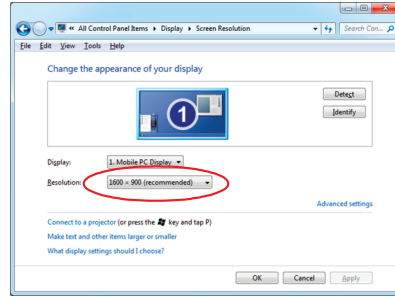 « All Control Panel Items ▸ Display ▸ Screen Resolution
Search Con...
File Edit View Tools Help
Change the appearance of your display
1
Detect
Identify
Display: 1. Mobile PC Display
Resolution: 1600 × 900 (recommended)
Advanced settings
Connect to a projector (or press the key and tap P)
Make text and other items larger or smaller
What display settings should I choose?
OK Cancel Apply